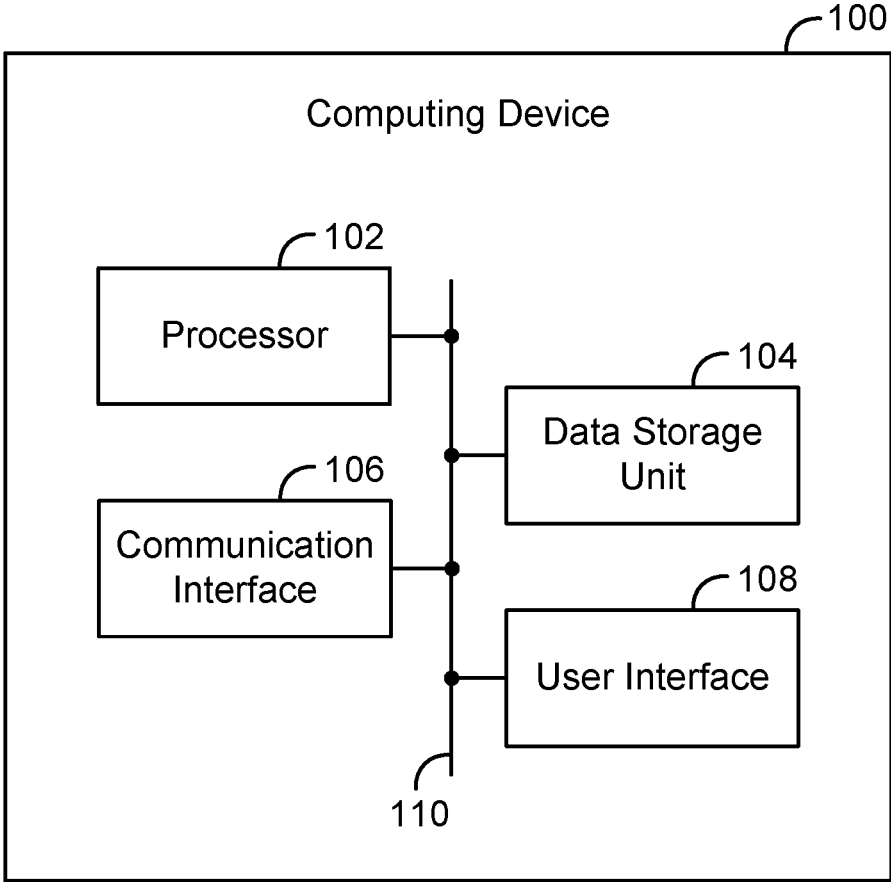 100
Computing Device
102
Processor
104
Data Storage
Unit
106
Communication
Interface
108
User Interface
110